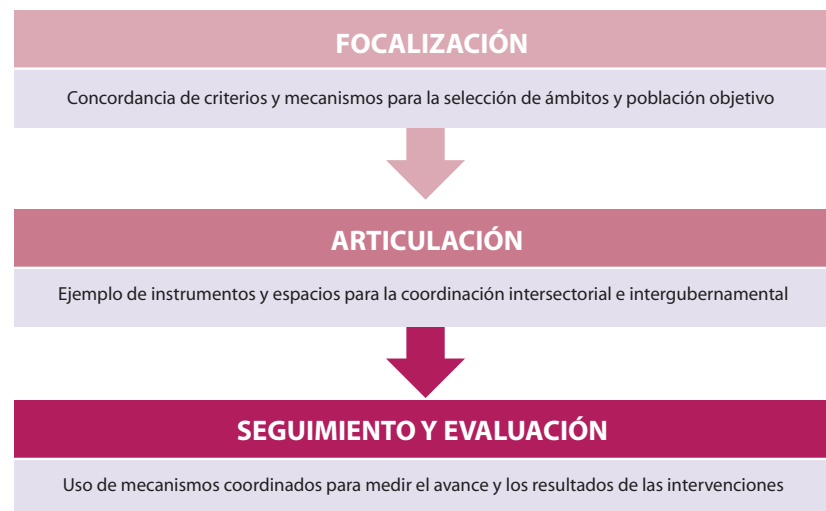 FOCALIZACIÓN
Concordancia de criterios y mecanismos para la selección de ámbitos y población objetivo
ARTICULACIÓN
Ejemplo de instrumentos y espacios para la coordinación intersectorial e intergubernamental
SEGUIMIENTO Y EVALUACIÓN
Uso de mecanismos coordinados para medir el avance y los resultados de las intervenciones